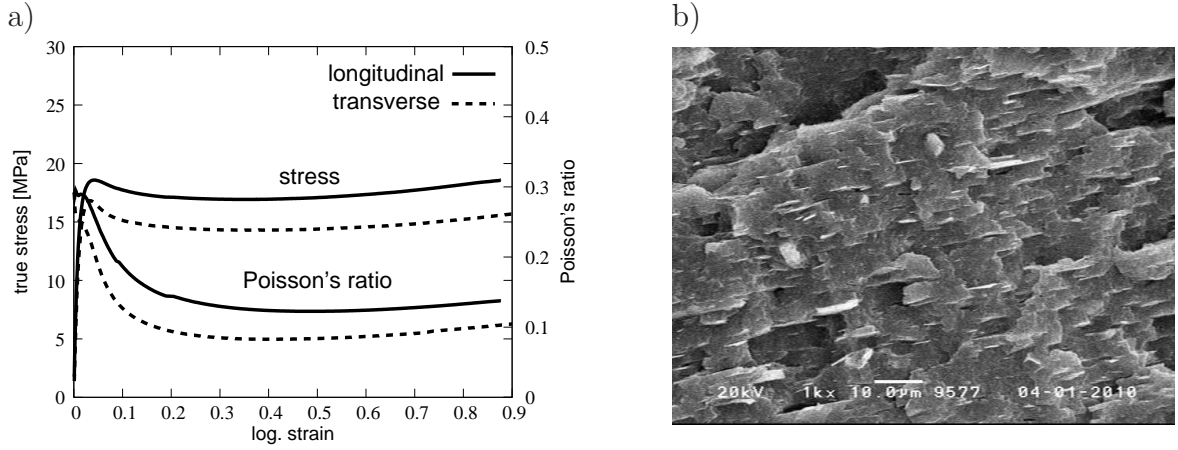 a)
30
25
20
15
10
5
0
true stress [MPa]
0 0.1 0.2 0.3 0.4 0.5 0.6 0.7 0.8 0.9
log. strain
0.5
0.4
0.3
0.2
0.1
0
Poisson's ratio
longitudinal
transverse
stress
Poisson's ratio
b)
20kV 1kx 10.0μm 9577 04-01-2010